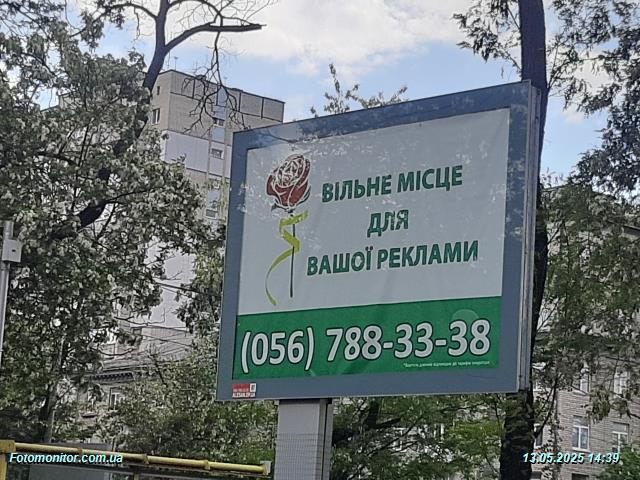 ВІЛЬНЕ МІСЦЕ
ДЛЯ
ВАШОЇ РЕКЛАМИ
(056) 788-33-38
Fotomonitor.com.ua
13.05.2025 14:39